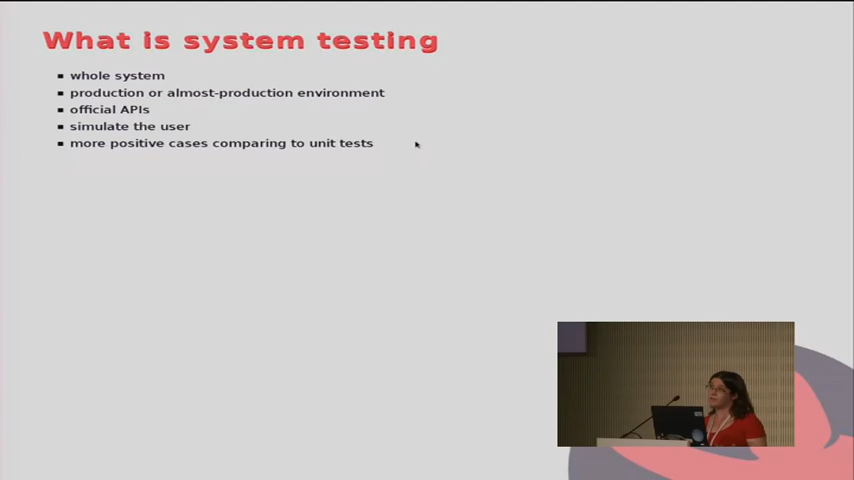 What is system testing
whole system
production or almost-production environment
official APIs
simulate the user
more positive cases comparing to unit tests